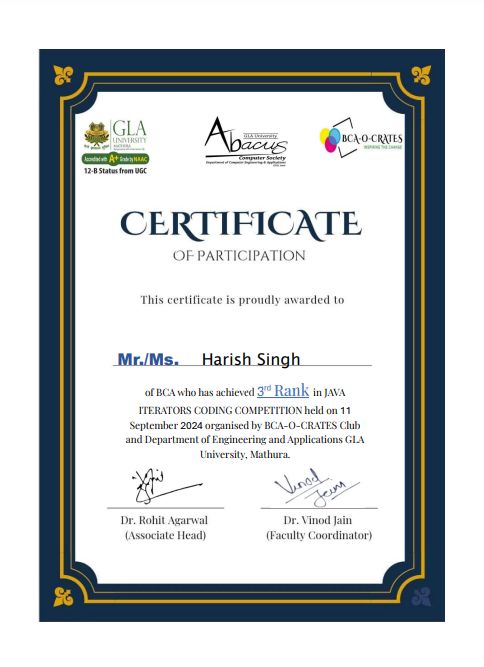 GLA
UNIVERSITY
MATHURA
Accredited with A+ Grade by NAAC
12-B Status from UGC
GLA University
Abacus
Computer Society
Department of Computer Engineering & Applications
BCA-O-CRATES
INSPIRING THE CHANGE
CERTIFICATE
OF PARTICIPATION
This certificate is proudly awarded to
Mr./Ms. Harish Singh
of BCA who has achieved 3rd Rank in JAVA
ITERATORS CODING COMPETITION held on 11
September 2024 organised by BCA-O-CRATES Club
and Department of Engineering and Applications GLA
University, Mathura.
Vinod
Jain
Dr. Rohit Agarwal
(Associate Head)
Dr. Vinod Jain
(Faculty Coordinator)